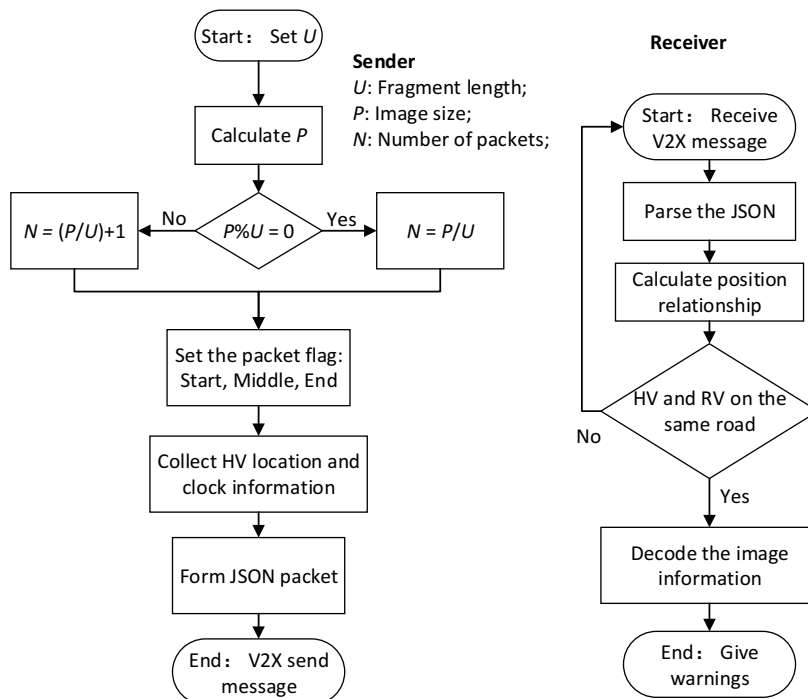 Start： Set U
Sender
U: Fragment length;
P: Image size;
N: Number of packets;
Calculate P
No
Yes
N = (P/U)+1
P%U = 0
N = P/U
Set the packet flag:
Start, Middle, End
Collect HV location and
clock information
Form JSON packet
End： V2X send
message
Receiver
Start： Receive
V2X message
Parse the JSON
Calculate position
relationship
HV and RV on the
same road
No
Yes
Decode the image
information
End： Give
warnings